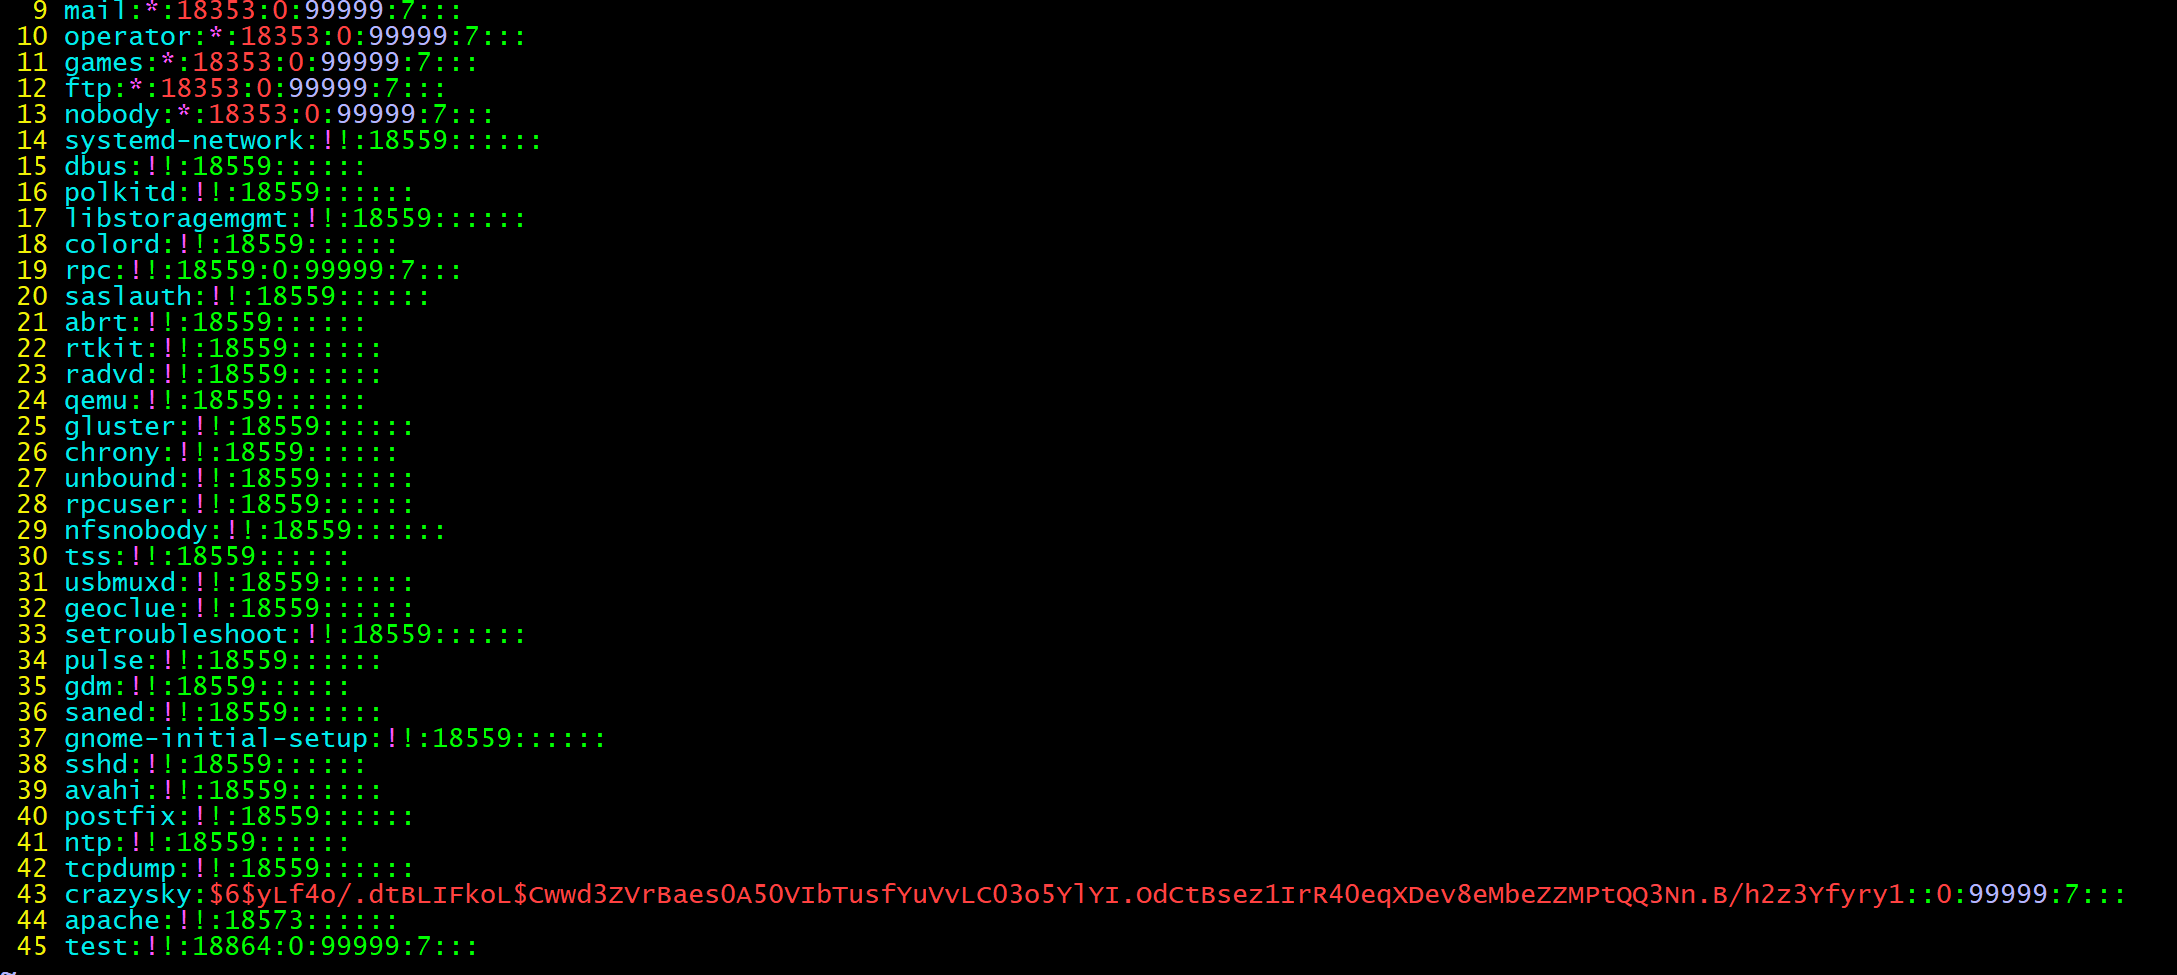 9 mail:*:18353:0:99999:7:::
10 operator:*:18353:0:99999:7:::
11 games:*:18353:0:99999:7:::
12 ftp:*:18353:0:99999:7:::
13 nobody:*:18353:0:99999:7:::
14 systemd-network:!!:18559::::::
15 dbus:!!:18559::::::
16 polkitd:!!:18559::::::
17 libstoragemgmt:!!:18559::::::
18 colord:!!:18559::::::
19 rpc:!!:18559:0:99999:7:::
20 saslauth:!!:18559::::::
21 abrt:!!:18559::::::
22 rtkit:!!:18559::::::
23 radvd:!!:18559::::::
24 qemu:!!:18559::::::
25 gluster:!!:18559::::::
26 chrony:!!:18559::::::
27 unbound:!!:18559::::::
28 rpcuser:!!:18559::::::
29 nfsnobody:!!:18559::::::
30 tss:!!:18559::::::
31 usbmuxd:!!:18559::::::
32 geoclue:!!:18559::::::
33 setroubleshoot:!!:18559::::::
34 pulse:!!:18559::::::
35 gdm:!!:18559::::::
36 saned:!!:18559::::::
37 gnome-initial-setup:!!:18559::::::
38 sshd:!!:18559::::::
39 avahi:!!:18559::::::
40 postfix:!!:18559::::::
41 ntp:!!:18559::::::
42 tcpdump:!!:18559::::::
43 crazysky:$6$yLf4o/.dtBLIFkoL$Cwwd3ZVrBaes0A50VIbTusfYuVvLC03o5YlYI.OdCtBsez1IrR40eqXDev8eMbeZZMPtQQ3Nn.B/h2z3Yfyry1::0:99999:7:::
44 apache:!!:18573::::::
45 test:!!:18864:0:99999:7:::
~